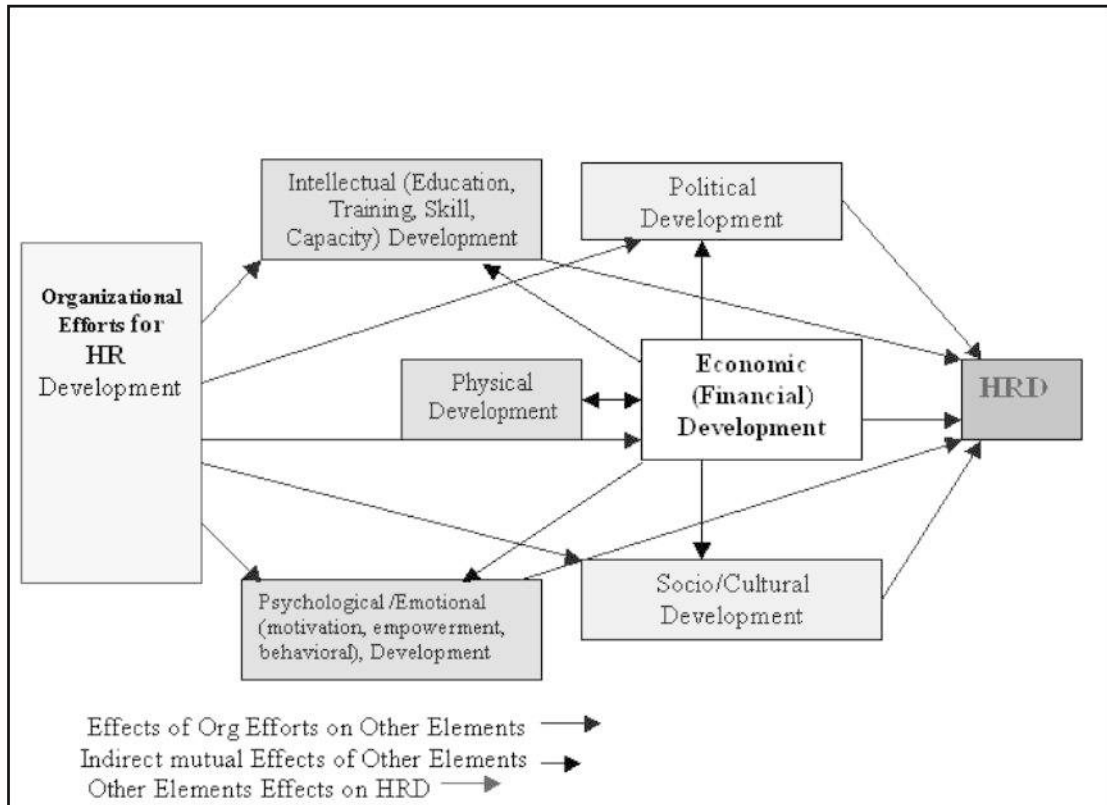 Intellectual (Education,
Training, Skill,
Capacity) Development
Political
Development
Organizational
Efforts for
HR
Development
Physical
Development
Economic
(Financial)
Development
HRD
Psychological /Emotional
(motivation, empowerment,
behavioral), Development
Socio/Cultural
Development
Effects of Org Efforts on Other Elements
Indirect mutual Effects of Other Elements
Other Elements Effects on HRD